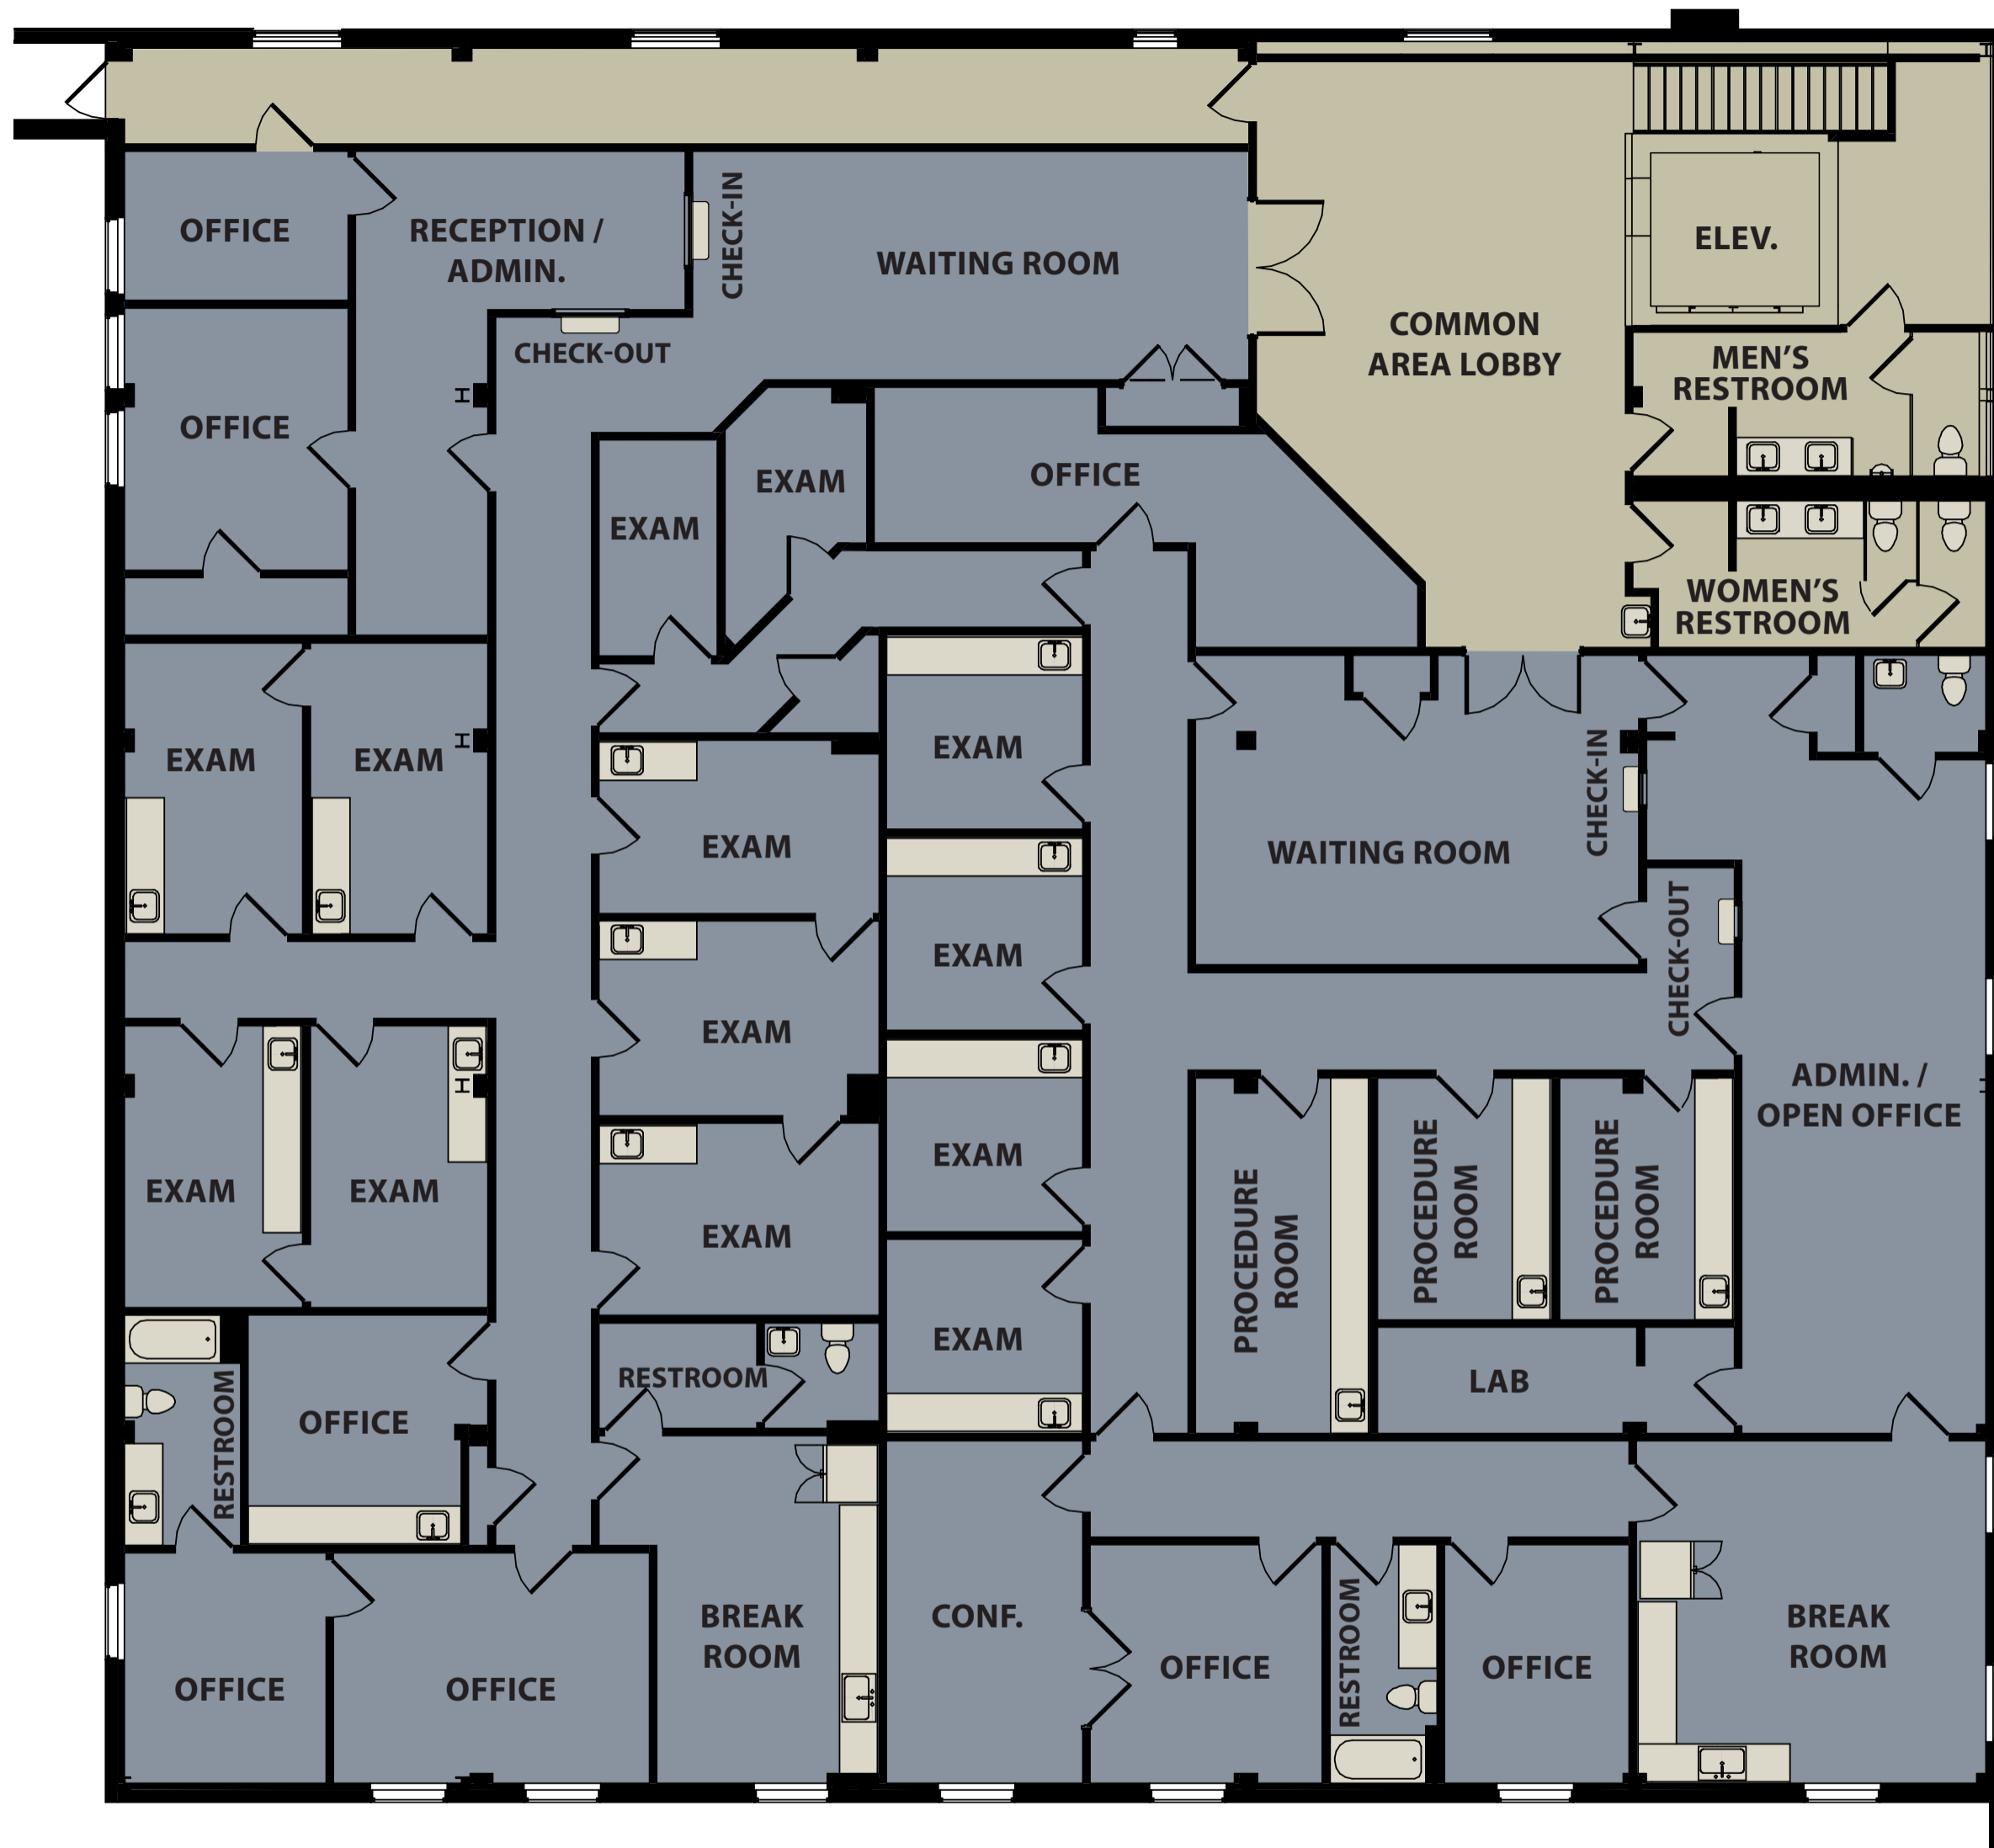 OFFICE
RECEPTION /
ADMIN.
CHECK-IN
WAITING ROOM
ELEV.
COMMON
AREA LOBBY
CHECK-OUT
MEN'S
RESTROOM
OFFICE
EXAM
OFFICE
EXAM
WOMEN'S
RESTROOM
EXAM
EXAM
EXAM
EXAM
WAITING ROOM
CHECK-IN
EXAM
CHECK-OUT
EXAM
ADMIN. /
OPEN OFFICE
EXAM
EXAM
EXAM
EXAM
EXAM
PROCEDURE
ROOM
PROCEDURE
ROOM
PROCEDURE
ROOM
EXAM
LAB
RESTROOM
RESTROOM
OFFICE
BREAK
ROOM
CONF.
BREAK
ROOM
OFFICE
OFFICE
OFFICE
RESTROOM
OFFICE